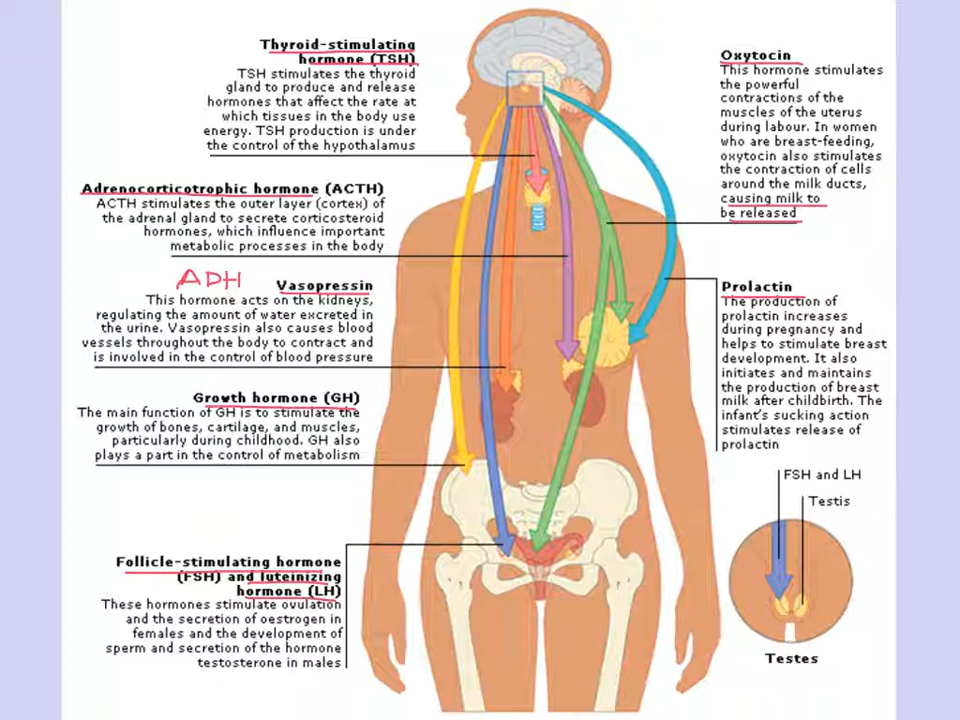 Thyroid-stimulating
hormone (TSH)
TSH stimulates the thyroid
gland to produce and release
hormones that affect the rate at
which tissues in the body use
energy. TSH production is under
the control of the hypothalamus
Adrenocorticotrophic hormone (ACTH)
ACTH stimulates the outer layer (cortex) of
the adrenal gland to secrete corticosteroid
hormones, which influence important
metabolic processes in the body
ADH
Vasopressin
This hormone acts on the kidneys,
regulating the amount of water excreted in
the urine. Vasopressin also causes blood
vessels throughout the body to contract and
is involved in the control of blood pressure
Growth hormone (GH)
The main function of GH is to stimulate the
growth of bones, cartilage, and muscles,
particularly during childhood. GH also
plays a part in the control of metabolism
Follicle-stimulating hormone
(FSH) and luteinizing
hormone (LH)
These hormones stimulate ovulation
and the secretion of oestrogen in
females and the development of
sperm and secretion of the hormone
testosterone in males
Oxytocin
This hormone stimulates
the powerful
contractions of the
muscles of the uterus
during labour. In women
who are breast-feeding,
oxytocin also stimulates
the contraction of cells
around the milk ducts,
causing milk to
be released
Prolactin
The production of
prolactin increases
during pregnancy and
helps to stimulate breast
development. It also
initiates and maintains
the production of breast
milk after childbirth. The
infant's sucking action
stimulates release of
prolactin
FSH and LH
Testis
Testes